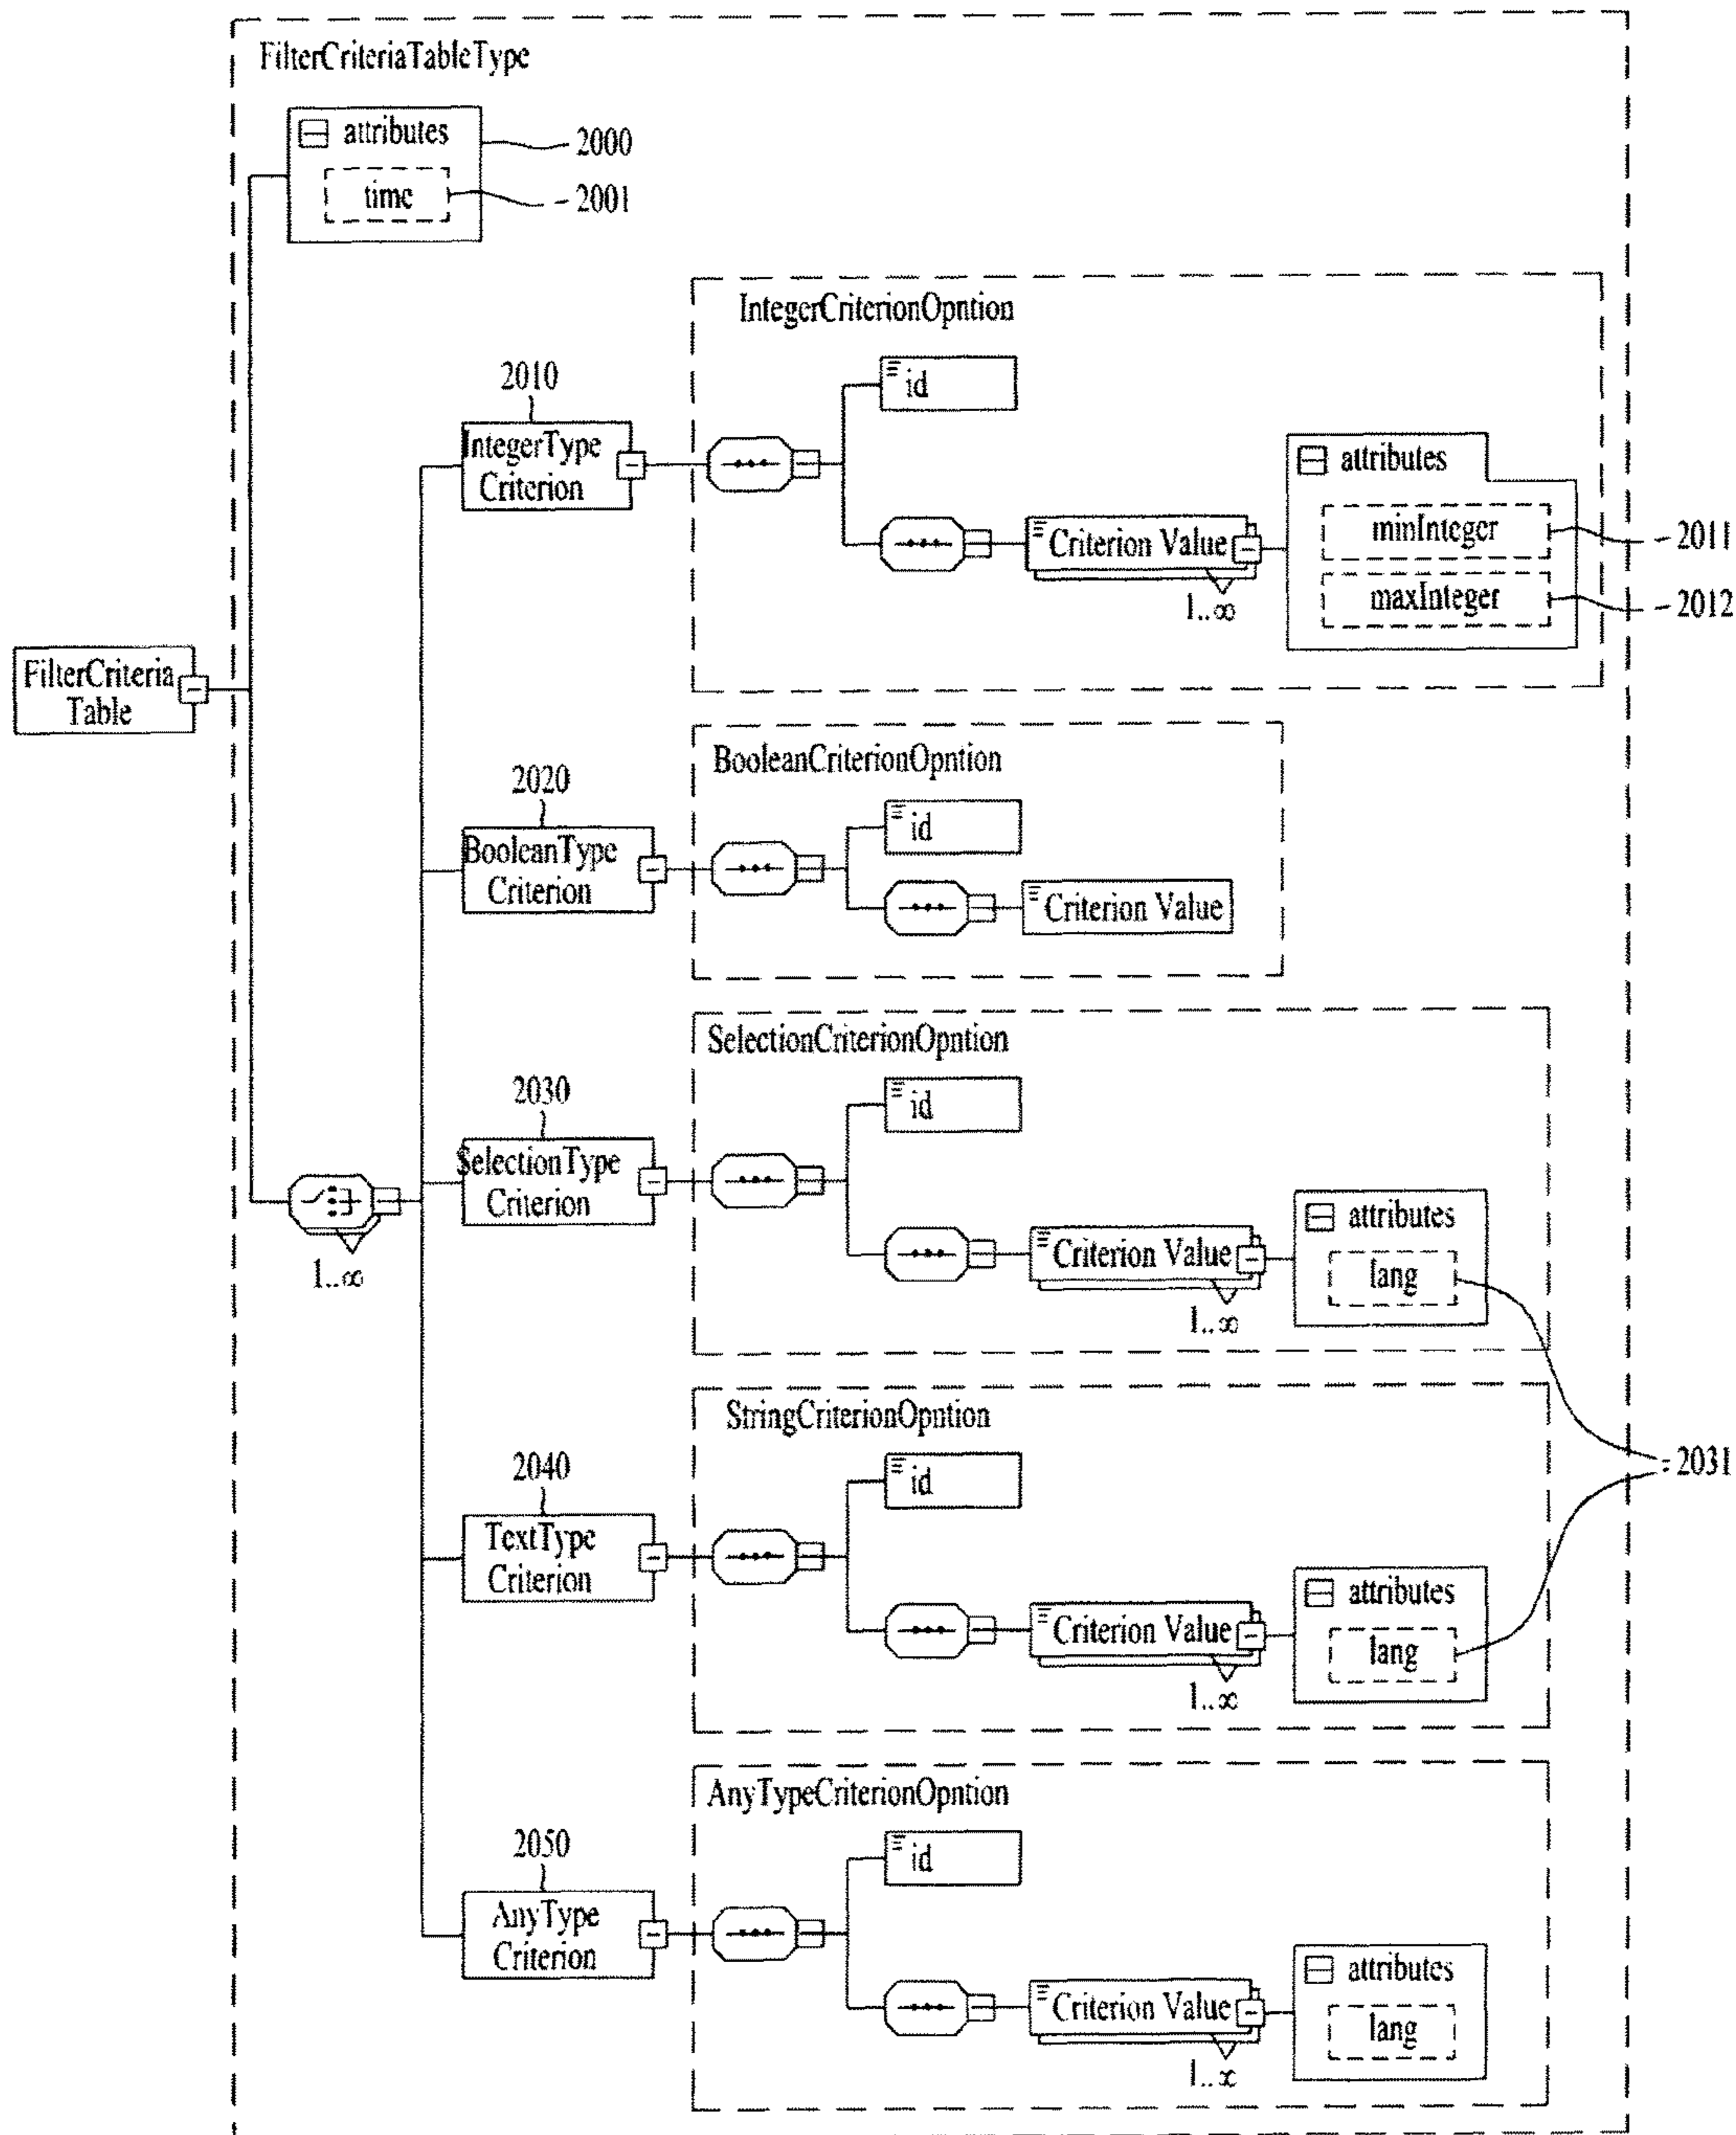 FilterCriteriaTableType
attributes
2000
time
2001
IntegerCriterionOpntion
id
2010
IntegerType
Criterion
attributes
minInteger
2011
Criterion Value
1..∞
maxInteger
2012
FilterCriteria
Table
BooleanCriterionOpntion
2020
id
BooleanType
Criterion
Criterion Value
SelectionCriterionOpntion
2030
id
SelectionType
Criterion
1..∞
attributes
Criterion Value
lang
1..∞
StringCriterionOpntion
2031
2040
id
TextType
Criterion
attributes
Criterion Value
lang
1..∞
AnyTypeCriterionOpntion
2050
id
AnyType
Criterion
attributes
Criterion Value
lang
1..∞